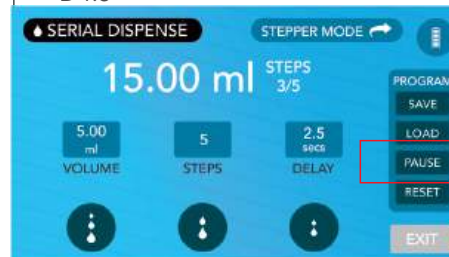 SERIAL DISPENSE
STEPPER MODE
15.00 ml
STEPS
3/5
PROGRAM
SAVE
LOAD
PAUSE
RESET
5.00
ml
VOLUME
5
STEPS
2.5
secs
DELAY
EXIT